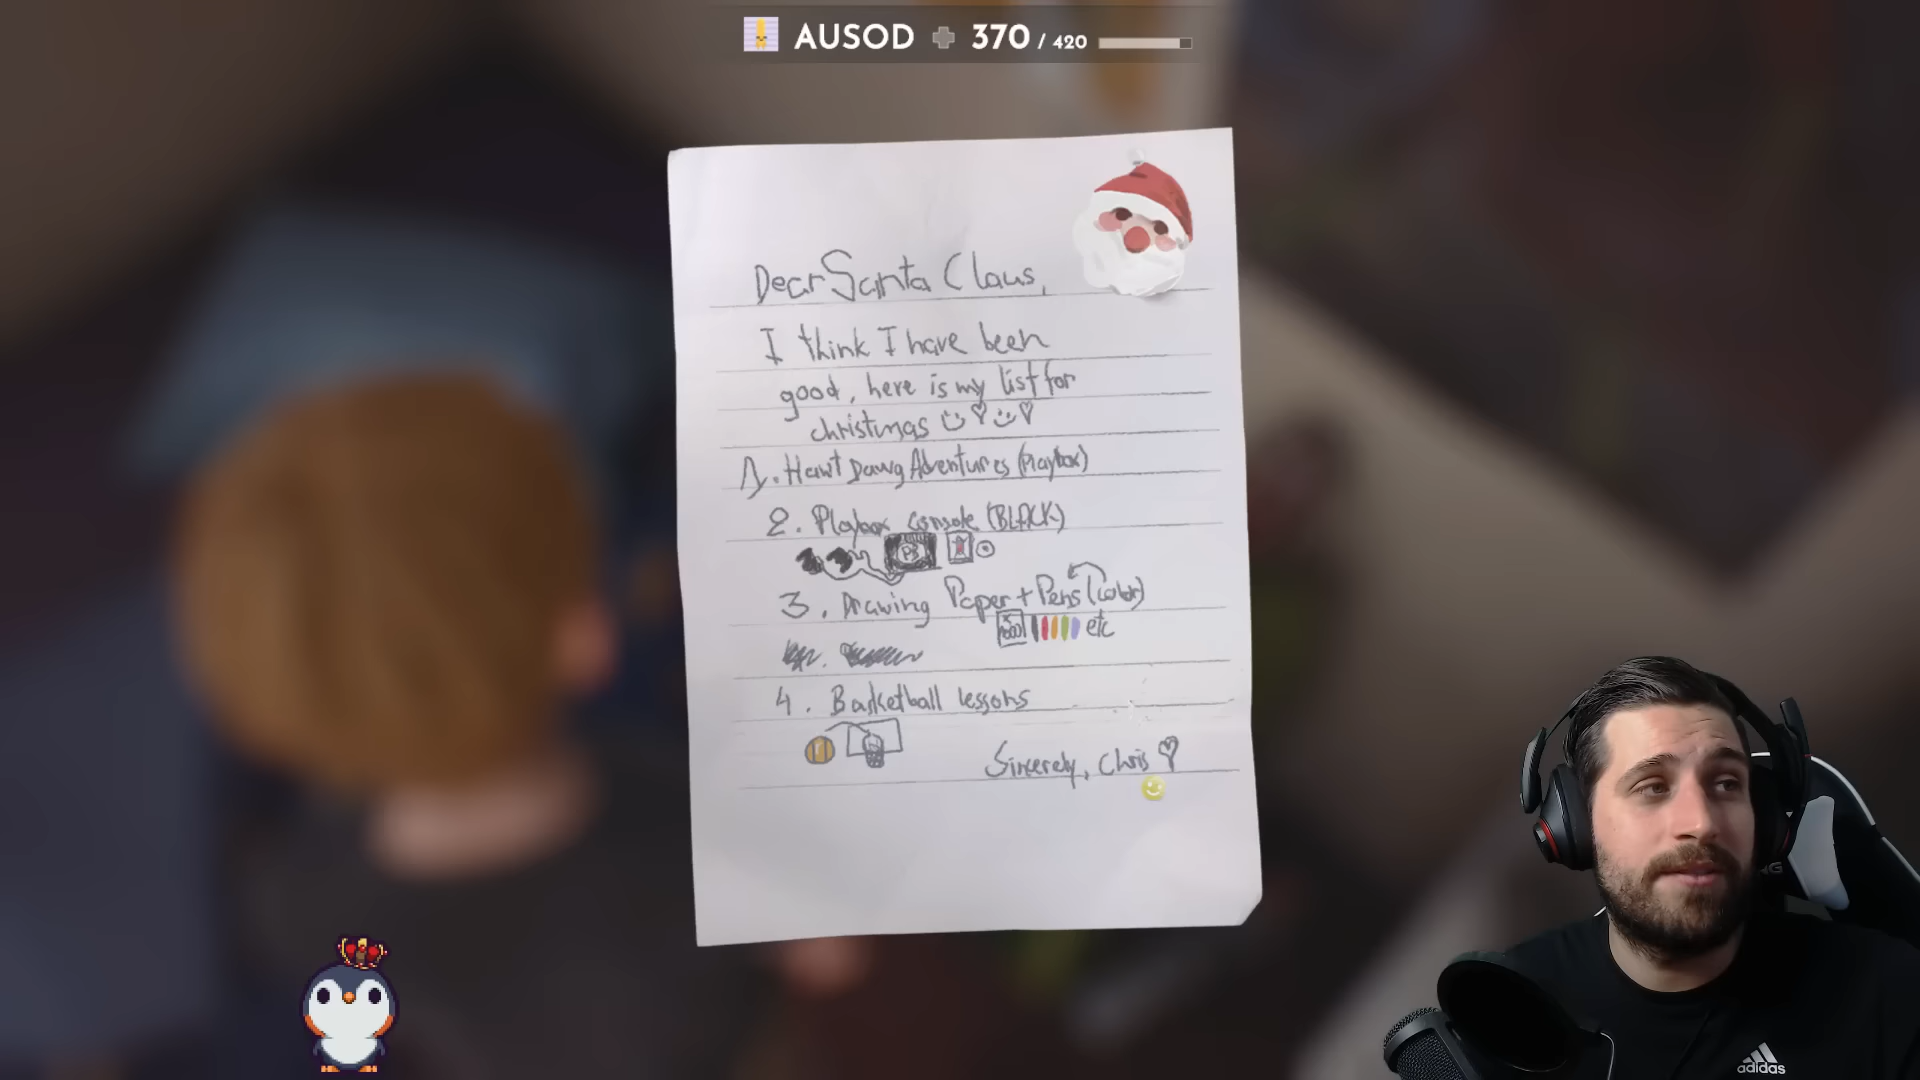 AUSOD 370 / 420
Dear Santa Claus,
I think I have been
good, here is my list for
christmas
1. Hawt Dawg Adventures (Playbox)
2. Playbox console (BLACK)
PB
3. Drawing Paper + Pens (color)
etc
4. Basketball lessons
Sincerely, Chris
adidas